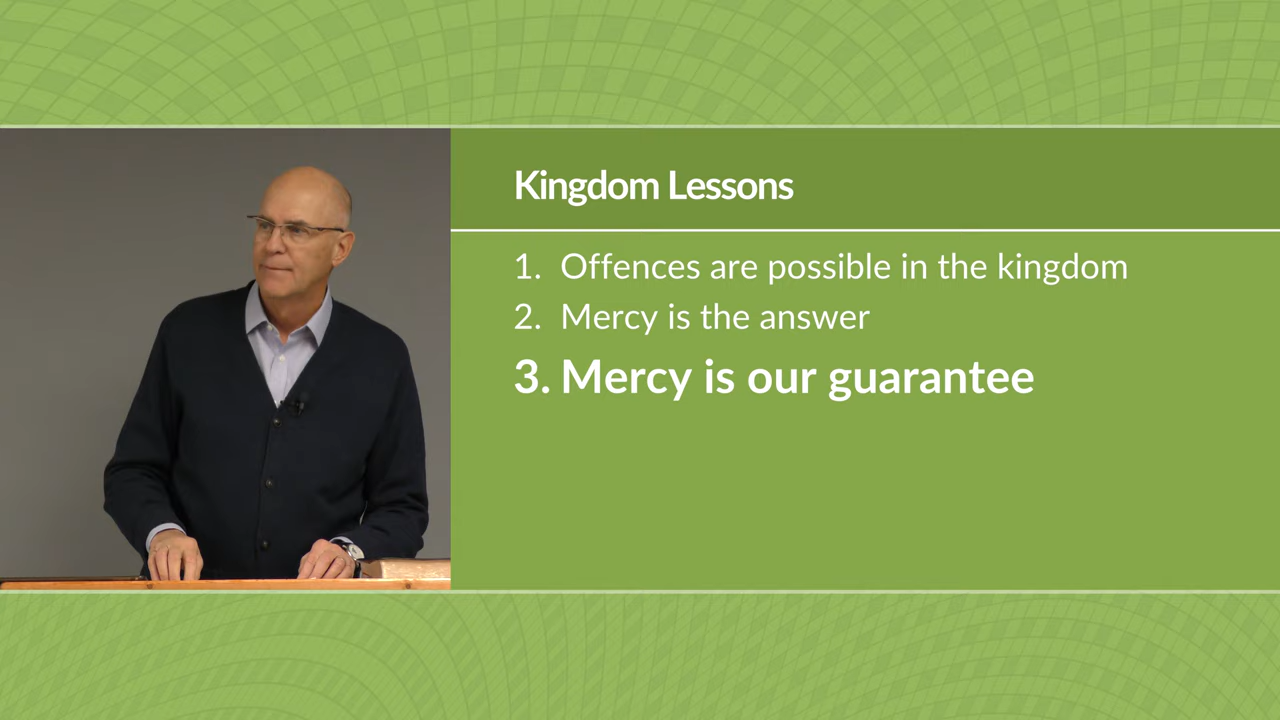 Kingdom Lessons
1. Offences are possible in the kingdom
2. Mercy is the answer
3. Mercy is our guarantee